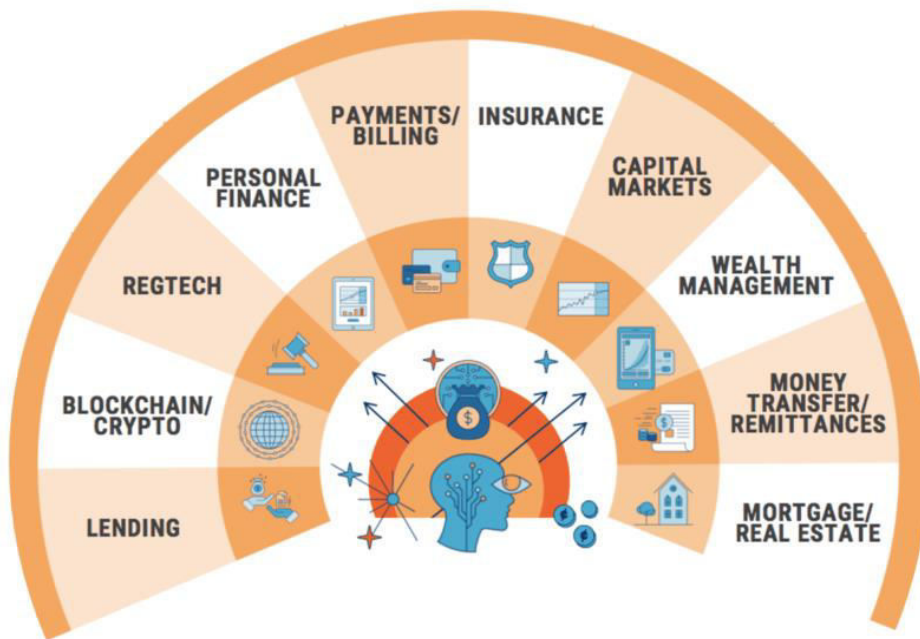 LENDING
BLOCKCHAIN/
CRYPTO
REGTECH
PERSONAL
FINANCE
PAYMENTS/
BILLING
INSURANCE
CAPITAL
MARKETS
WEALTH
MANAGEMENT
MONEY
TRANSFER/
REMITTANCES
MORTGAGE/
REAL ESTATE
$
$
¢
¢